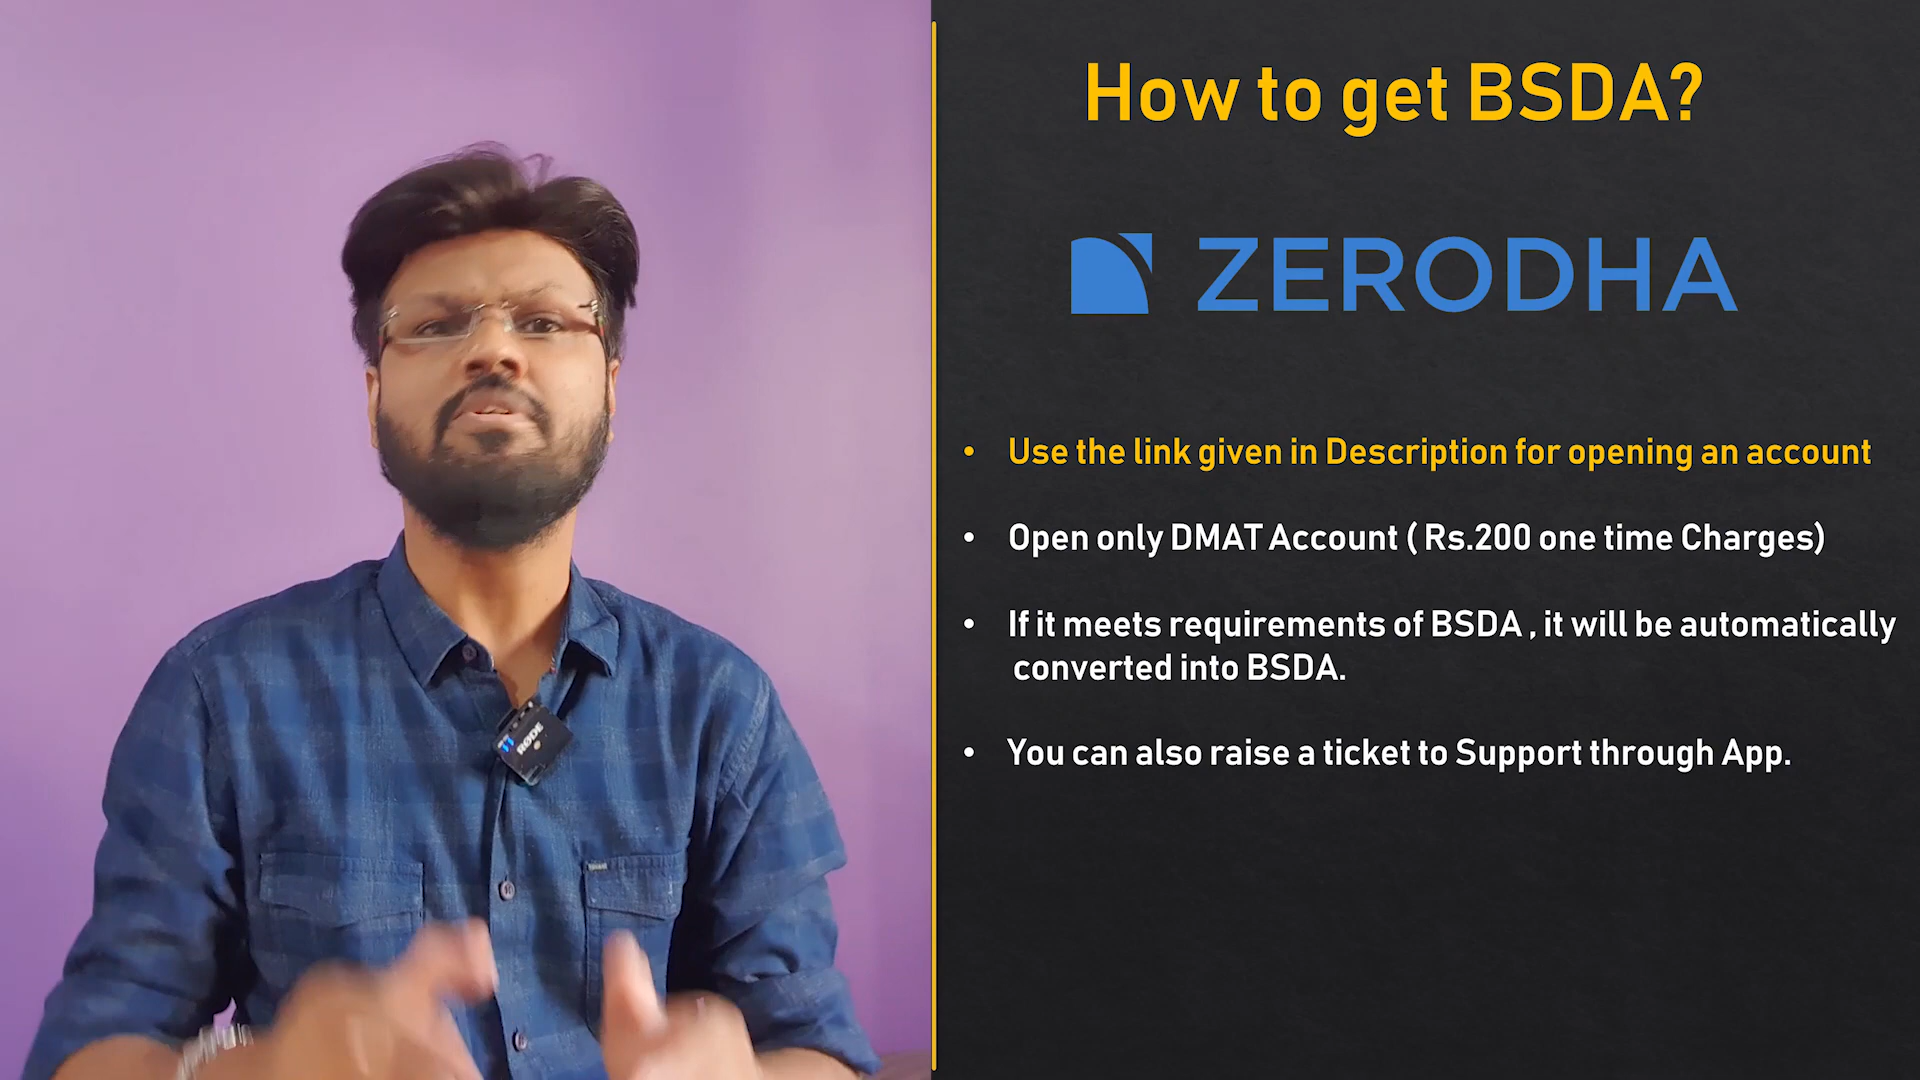 How to get BSDA?
ZERODHA
• Use the link given in Description for opening an account
• Open only DMAT Account ( Rs.200 one time Charges)
• If it meets requirements of BSDA , it will be automatically
converted into BSDA.
• You can also raise a ticket to Support through App.
RØDE